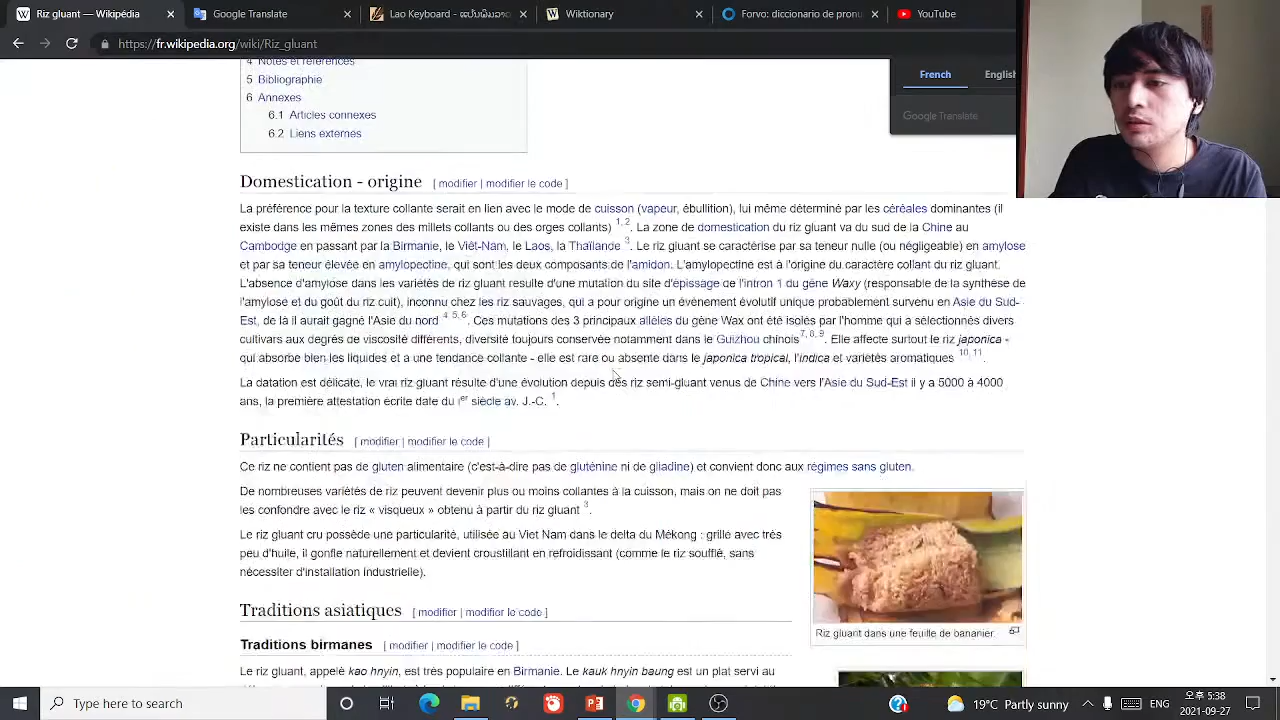 Riz gluant — Wikipédia
Google Translate
Lao Keyboard -
Wiktionary
Forvo: diccionario de pronu
YouTube
https://fr.wikipedia.org/wiki/Riz_gluant
French
English
Google Translate
4 Notes et références
5 Bibliographie
6 Annexes
6.1 Articles connexes
6.2 Liens externes
Domestication - origine [ modifier | modifier le code ]
La préférence pour la texture collante serait en lien avec le mode de cuisson (vapeur, ébullition), lui même déterminé par les céréales dominantes (il
existe dans les mêmes zones des millets collants ou des orges collants) 1, 2. La zone de domestication du riz gluant va du sud de la Chine au
Cambodge en passant par la Birmanie, le Viêt-Nam, le Laos, la Thaïlande 3. Le riz gluant se caractérise par sa teneur nulle (ou négligeable) en amylose
et par sa teneur élevée en amylopectine, qui sont les deux composants de l'amidon. L'amylopectine est à l'origine du caractère collant du riz gluant.
L'absence d'amylose dans les variétés de riz gluant resulte d'une mutation du site d'épissage de l'intron 1 du gène Waxy (responsable de la synthèse de
l'amylose et du goût du riz cuit), inconnu chez les riz sauvages, qui a pour origine un évènement évolutif unique probablement survenu en Asie du Sud-
Est, de là il aurait gagné l'Asie du nord 4, 5, 6. Ces mutations des 3 principaux allèles du gène Wax ont été isolés par l'homme qui a sélectionnés divers
cultivars aux degrés de viscosité différents, diversité toujours conservée notamment dans le Guizhou chinois 7, 8, 9. Elle affecte surtout le riz japonica -
qui absorbe bien les liquides et a une tendance collante - elle est rare ou absente dans le japonica tropical, l'indica et variétés aromatiques 10, 11.
La datation est délicate, le vrai riz gluant résulte d'une évolution depuis des riz semi-gluant venus de Chine vers l'Asie du Sud-Est il y a 5000 à 4000
ans, la première attestation écrite date du Ier siècle av. J.-C. 1.
Particularités [ modifier | modifier le code ]
Ce riz ne contient pas de gluten alimentaire (c'est-à-dire pas de gluténine ni de gliadine) et convient donc aux régimes sans gluten.
De nombreuses variétés de riz peuvent devenir plus ou moins collantes à la cuisson, mais on ne doit pas
les confondre avec le riz « visqueux » obtenu à partir du riz gluant 3.
Le riz gluant cru possède une particularité, utilisée au Viet Nam dans le delta du Mékong : grillé avec très
peu d'huile, il gonfle naturellement et devient croustillant en refroidissant (comme le riz soufflé, sans
nécessiter d'installation industrielle).
Riz gluant dans une feuille de bananier.
Traditions asiatiques [ modifier | modifier le code ]
Traditions birmanes [ modifier | modifier le code ]
Le riz gluant, appelé kao hnyin, est très populaire en Birmanie. Le kauk hnyin baung est un plat servi au
Type here to search
19°C Partly sunny
오후 5:38
2021-09-27